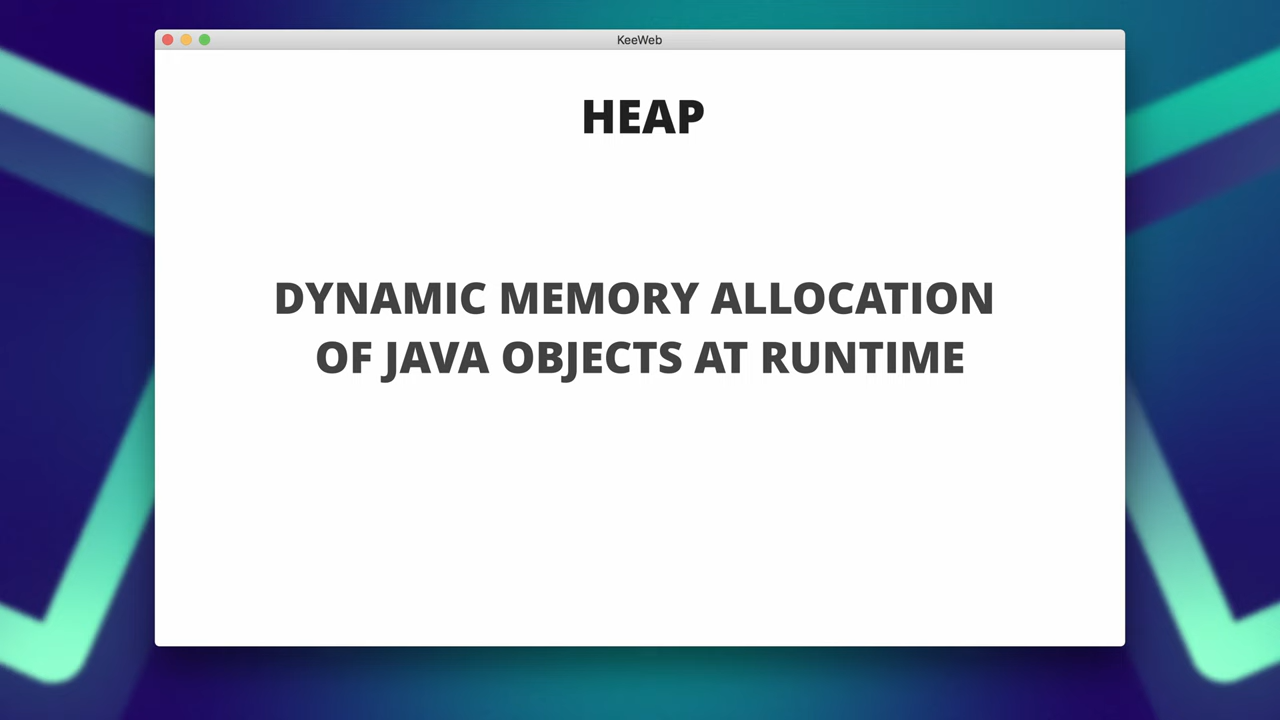 KeeWeb
HEAP
DYNAMIC MEMORY ALLOCATION
OF JAVA OBJECTS AT RUNTIME